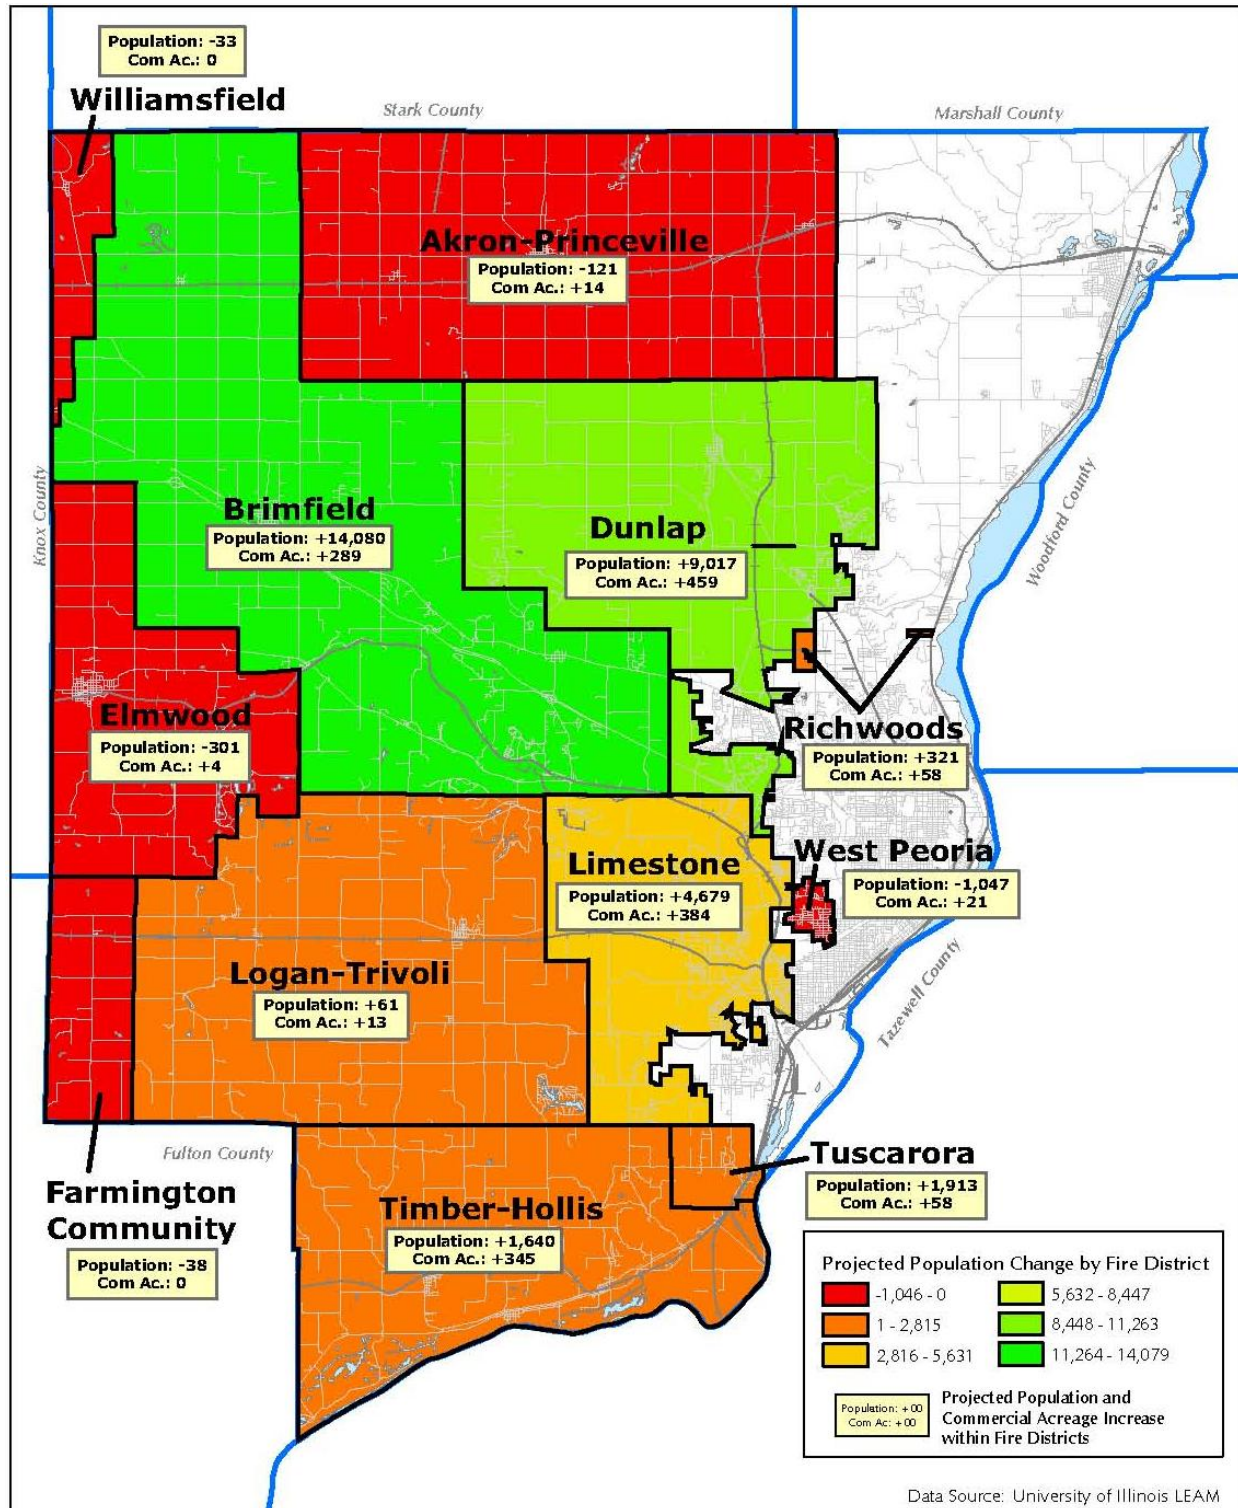 Population: -33
Com Ac.: 0
Williamsfield
Stark County
Marshall County
Akron-Princeville
Population: -121
Com Ac.: +14
Knox County
Brimfield
Population: +14,080
Com Ac.: +289
Dunlap
Population: +9,017
Com Ac.: +459
Woodford County
Elmwood
Population: -301
Com Ac.: +4
Richwoods
Population: +321
Com Ac.: +58
Limestone
Population: +4,679
Com Ac.: +384
West Peoria
Population: -1,047
Com Ac.: +21
Logan-Trivoli
Population: +61
Com Ac.: +13
Tazewell County
Fulton County
Farmington
Community
Population: -38
Com Ac.: 0
Timber-Hollis
Population: +1,640
Com Ac.: +345
Tuscarora
Population: +1,913
Com Ac.: +58
Projected Population Change by Fire District
-1,046 - 0
1 - 2,815
2,816 - 5,631
5,632 - 8,447
8,448 - 11,263
11,264 - 14,079
Population: +00
Com Ac: +00
Projected Population and
Commercial Acreage Increase
within Fire Districts
Data Source: University of Illinois LEAM